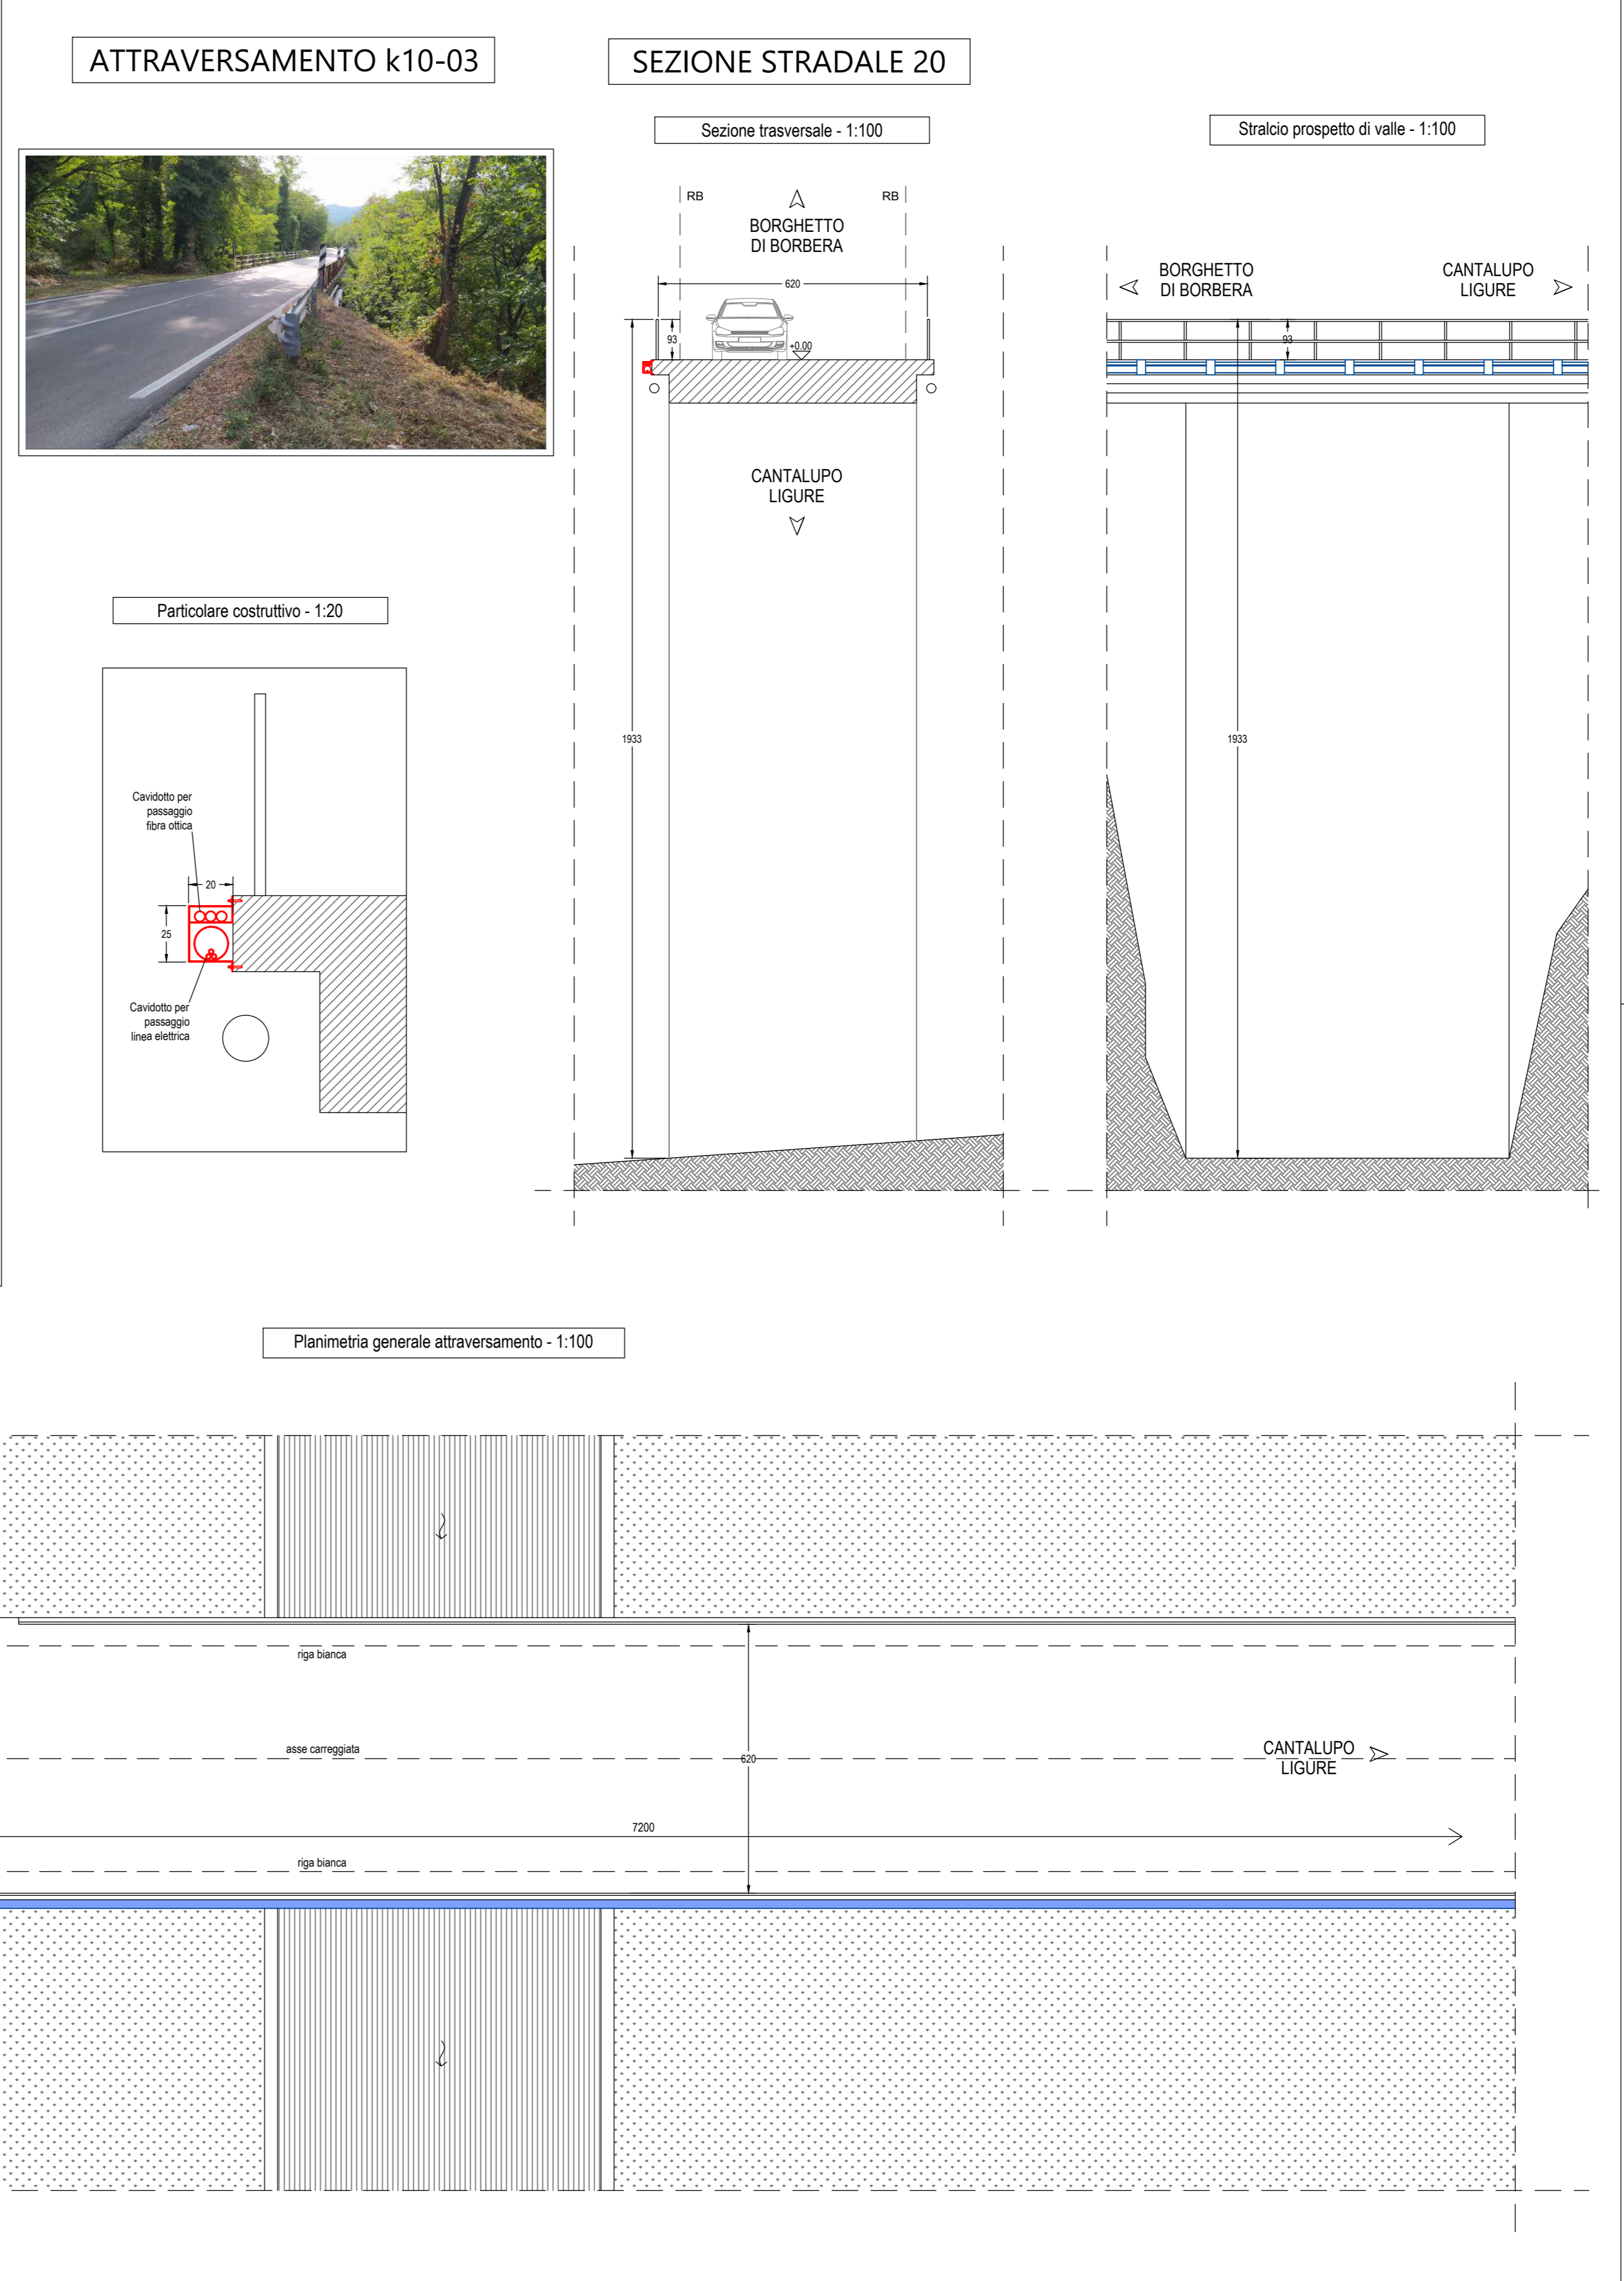 ATTRAVERSAMENTO k10-03
SEZIONE STRADALE 20
Sezione trasversale - 1:100
Stralcio prospetto di valle - 1:100
RB
RB
BORGHETTO
DI BORBERA
620
93
+0.00
CANTALUPO
LIGURE
1933
BORGHETTO
DI BORBERA
CANTALUPO
LIGURE
93
1933
Particolare costruttivo - 1:20
Cavidotto per
passaggio
fibra ottica
20
25
Cavidotto per
passaggio
linea elettrica
Planimetria generale attraversamento - 1:100
riga bianca
asse carreggiata
620
CANTALUPO
LIGURE
7200
riga bianca